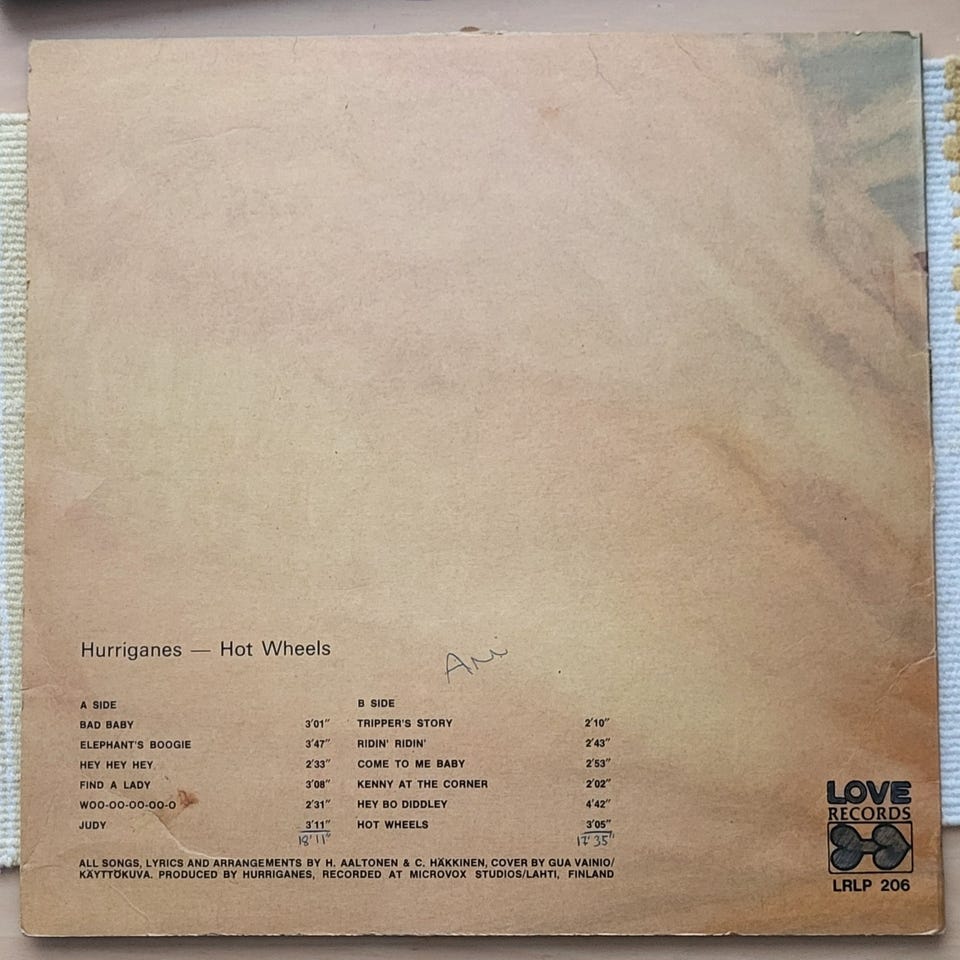 Hurriganes — Hot Wheels
Ari
A SIDE
BAD BABY 3'01"
ELEPHANT'S BOOGIE 3'47"
HEY HEY HEY 2'33"
FIND A LADY 3'08"
WOO-OO-OO-OO-O 2'31"
JUDY 3'11"
18'11"
B SIDE
TRIPPER'S STORY 2'10"
RIDIN' RIDIN' 2'43"
COME TO ME BABY 2'53"
KENNY AT THE CORNER 2'02"
HEY BO DIDDLEY 4'42"
HOT WHEELS 3'05"
17'35"
ALL SONGS, LYRICS AND ARRANGEMENTS BY H. AALTONEN & C. HÄKKINEN, COVER BY GUA VAINIO/
KÄYTTÖKUVA. PRODUCED BY HURRIGANES, RECORDED AT MICROVOX STUDIOS/LAHTI, FINLAND
LOVE
RECORDS
LRLP 206